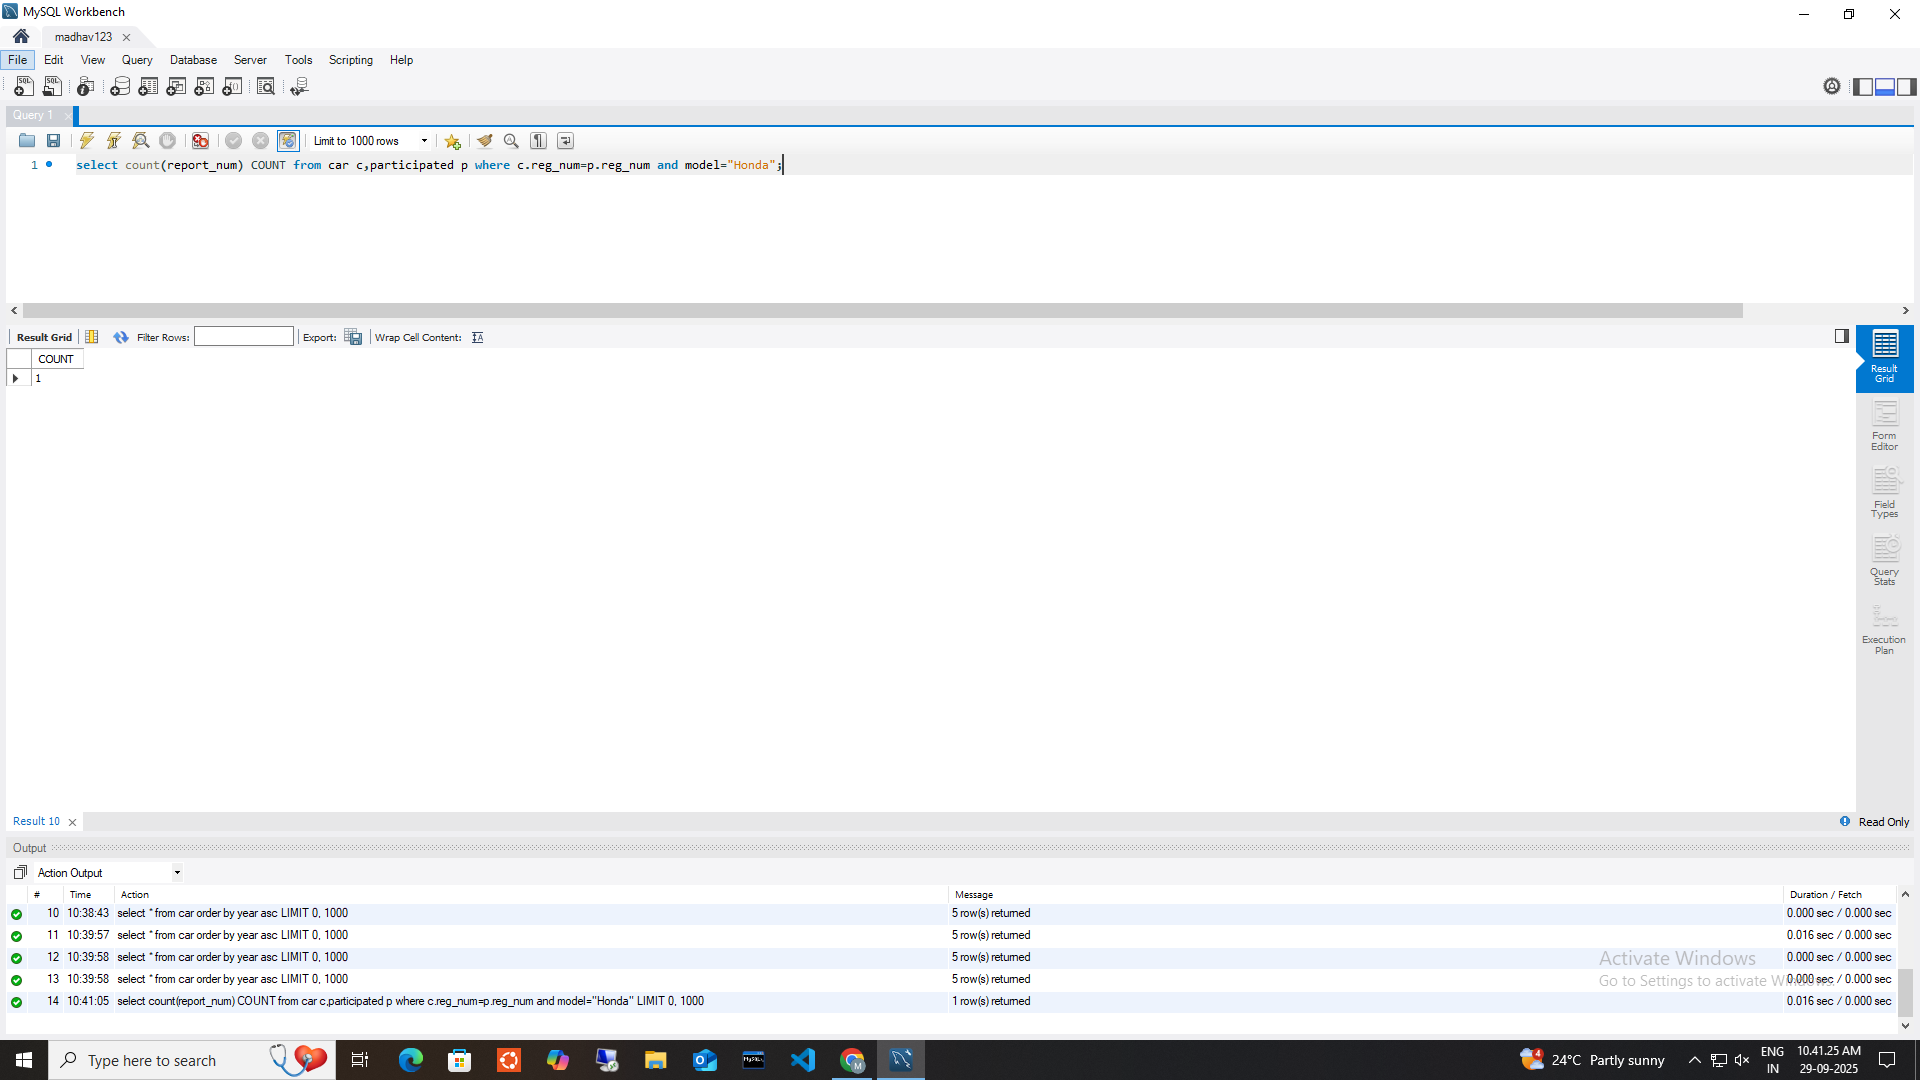 MySQL Workbench
madhav123
File Edit View Query Database Server Tools Scripting Help
Query 1
Limit to 1000 rows
1 select count(report_num) COUNT from car c,participated p where c.reg_num=p.reg_num and model="Honda";
Result Grid Filter Rows: Export: Wrap Cell Content:
COUNT
1
Result Grid
Form Editor
Field Types
Query Stats
Execution Plan
Result 10 Read Only
Output
Action Output
# Time Action Message Duration / Fetch
10 10:38:43 select * from car order by year asc LIMIT 0, 1000 5 row(s) returned 0.000 sec / 0.000 sec
11 10:39:57 select * from car order by year asc LIMIT 0, 1000 5 row(s) returned 0.016 sec / 0.000 sec
12 10:39:58 select * from car order by year asc LIMIT 0, 1000 5 row(s) returned 0.000 sec / 0.000 sec
13 10:39:58 select * from car order by year asc LIMIT 0, 1000 5 row(s) returned 0.000 sec / 0.000 sec
14 10:41:05 select count(report_num) COUNT from car c,participated p where c.reg_num=p.reg_num and model="Honda" LIMIT 0, 1000 1 row(s) returned 0.016 sec / 0.000 sec
Activate Windows
Go to Settings to activate Windows.
Type here to search
4 24°C Partly sunny
ENG
IN
10.41.25 AM
29-09-2025